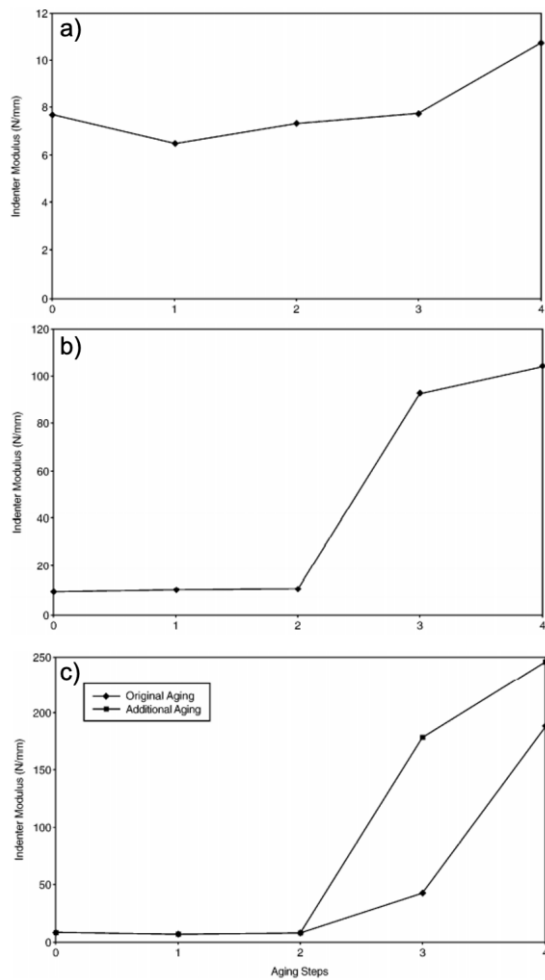 a)
Indenter Modulus (N/mm)
12
10
8
6
4
2
0
0 1 2 3 4
b)
Indenter Modulus (N/mm)
120
100
80
60
40
20
0
0 1 2 3 4
c)
Original Aging
Additional Aging
Indenter Modulus (N/mm)
250
200
150
100
50
0
0 1 2 3 4
Aging Steps